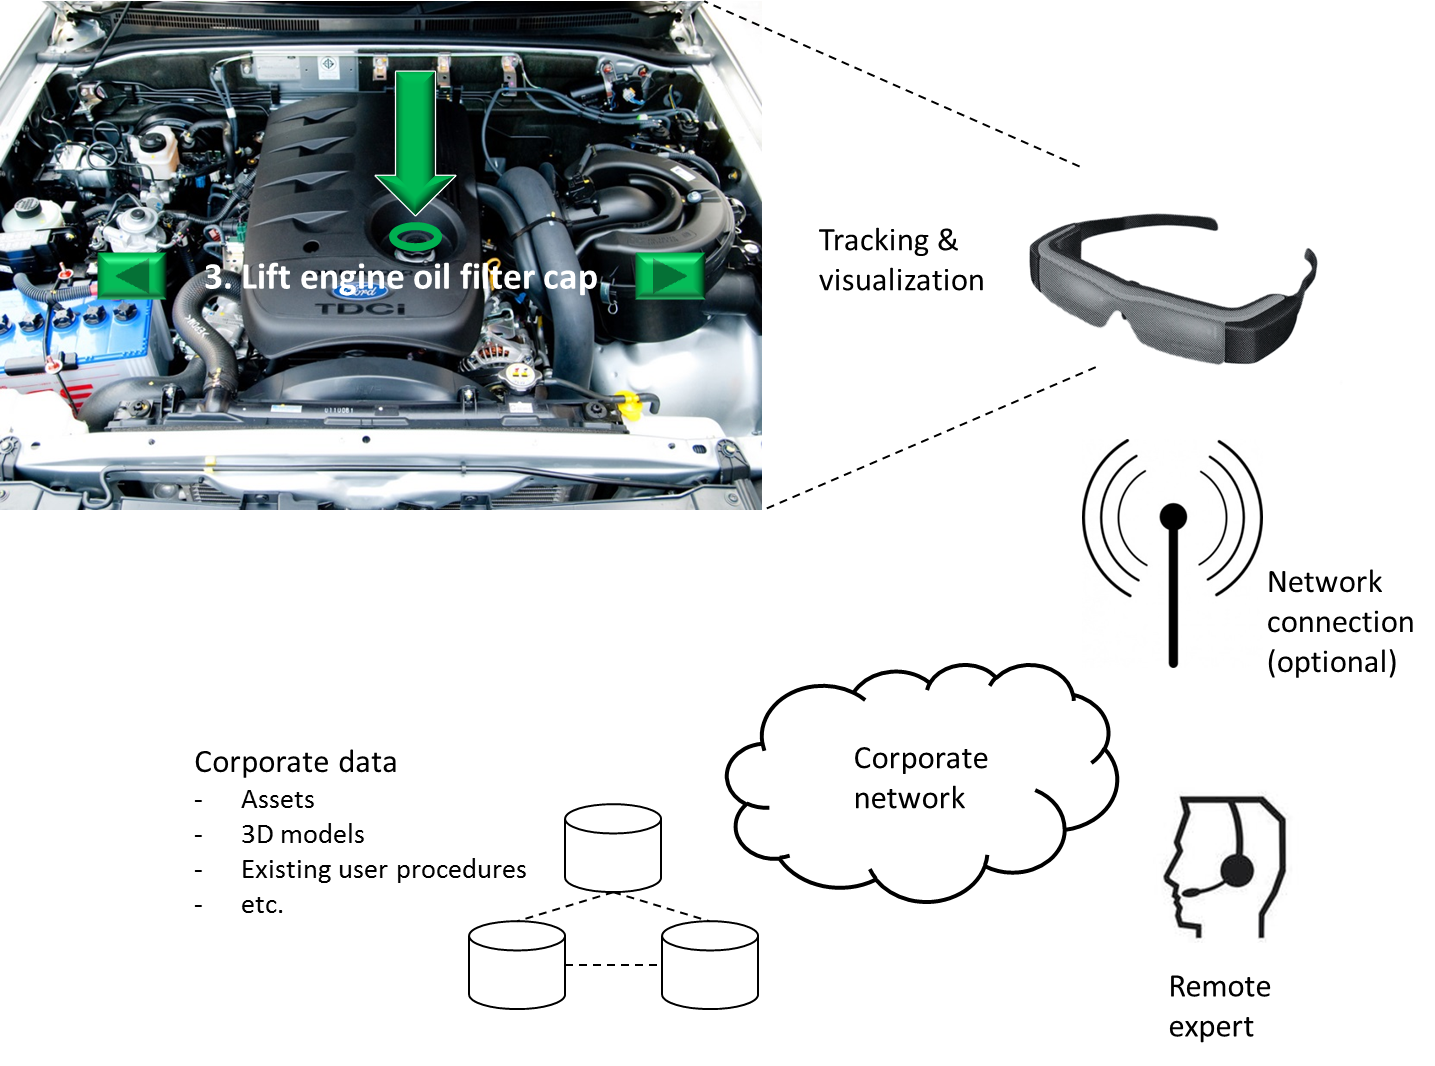 3. Lift engine oil filter cap
Ford
TDCi
Tracking &
visualization
Network
connection
(optional)
Corporate
network
Corporate data
- Assets
- 3D models
- Existing user procedures
- etc.
Remote
expert